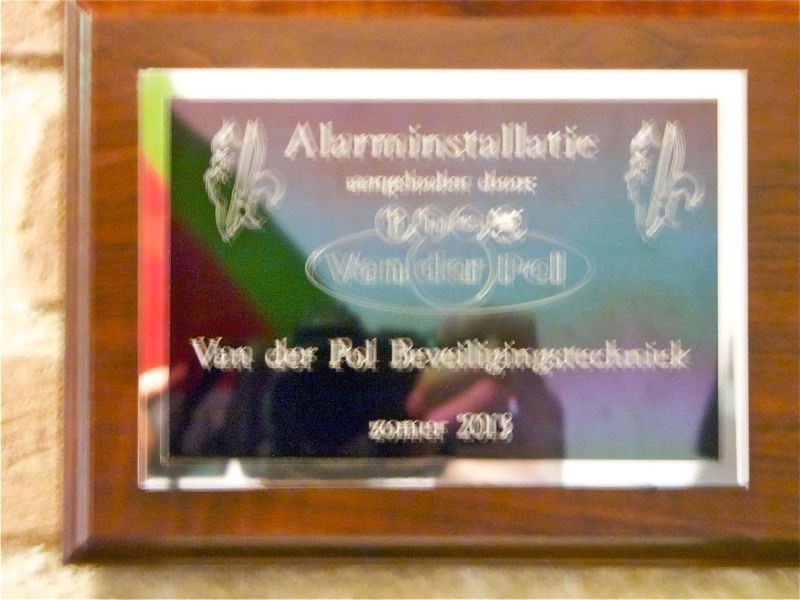 Alarminstallatie
aangeboden door:
Van der Pol
Van der Pol Beveiligingstechniek
zomer 2013